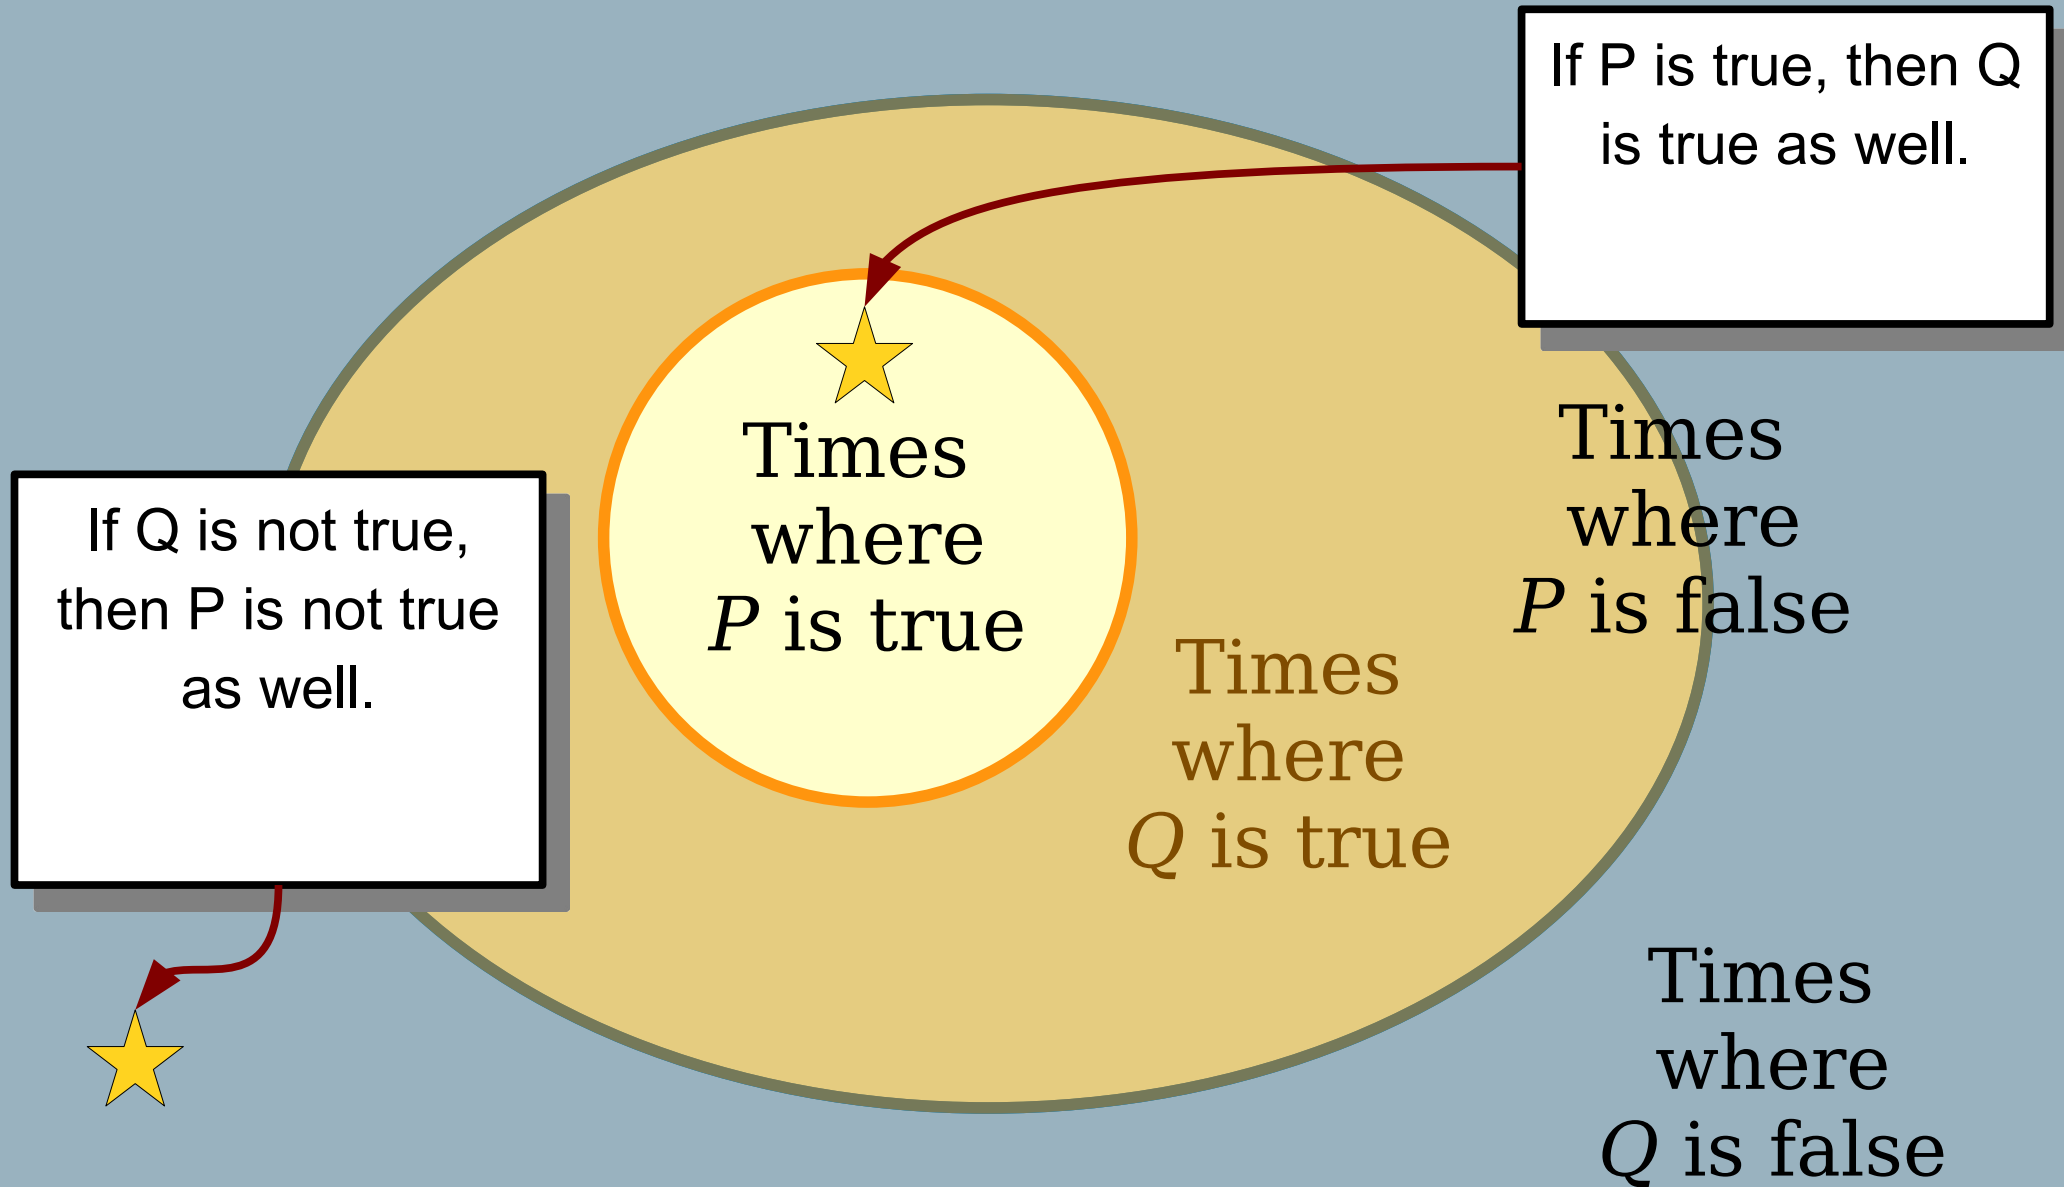 If P is true, then Q
is true as well.
Times
where
P is true
Times
where
P is false
If Q is not true,
then P is not true
as well.
Times
where
Q is true
Times
where
Q is false